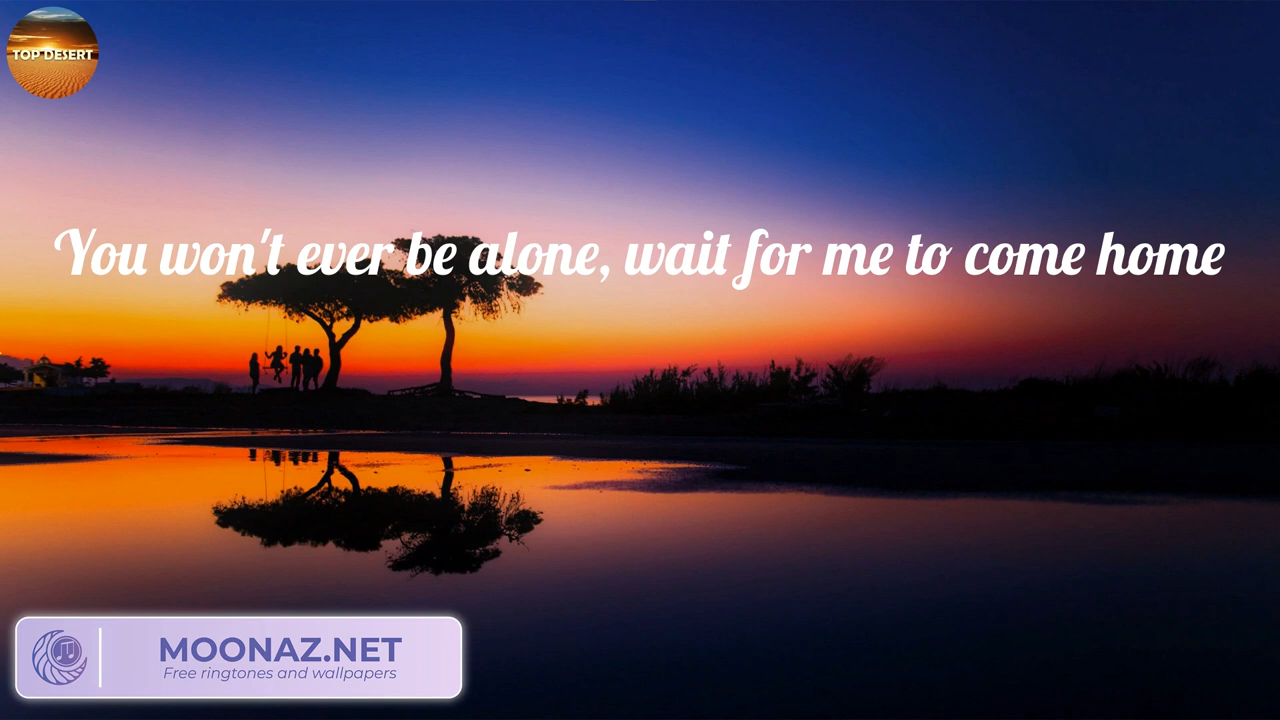 TOP DESERT
You won't ever be alone, wait for me to come home
MOONAZ.NET
Free ringtones and wallpapers